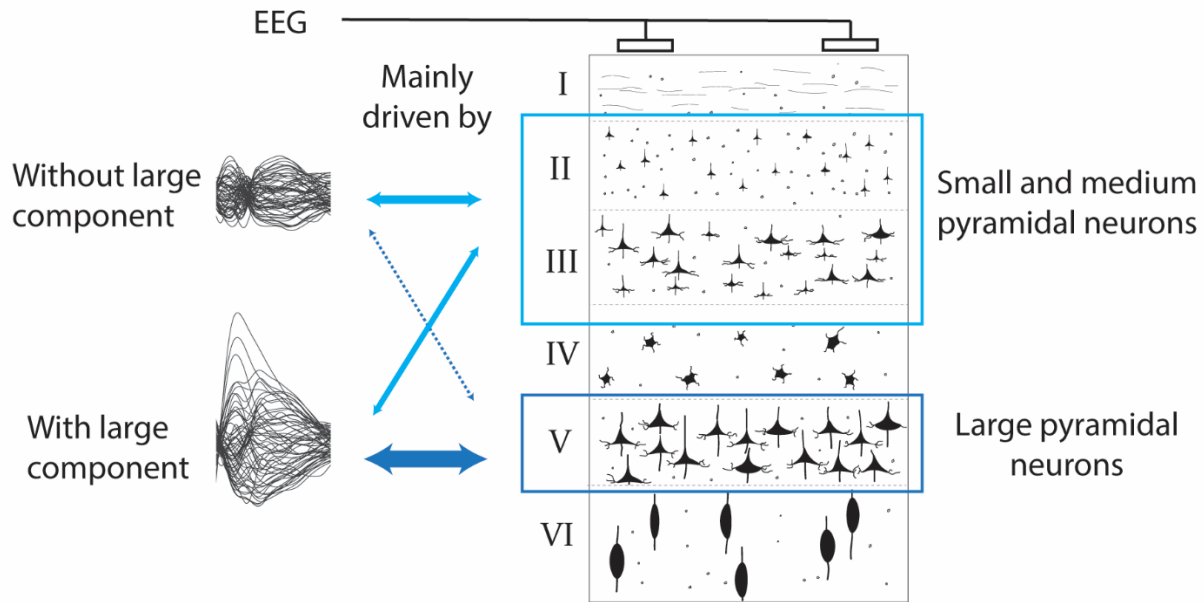 EEG
Mainly
driven by
Without large
component
With large
component
I
II
III
IV
V
VI
Small and medium
pyramidal neurons
Large pyramidal
neurons